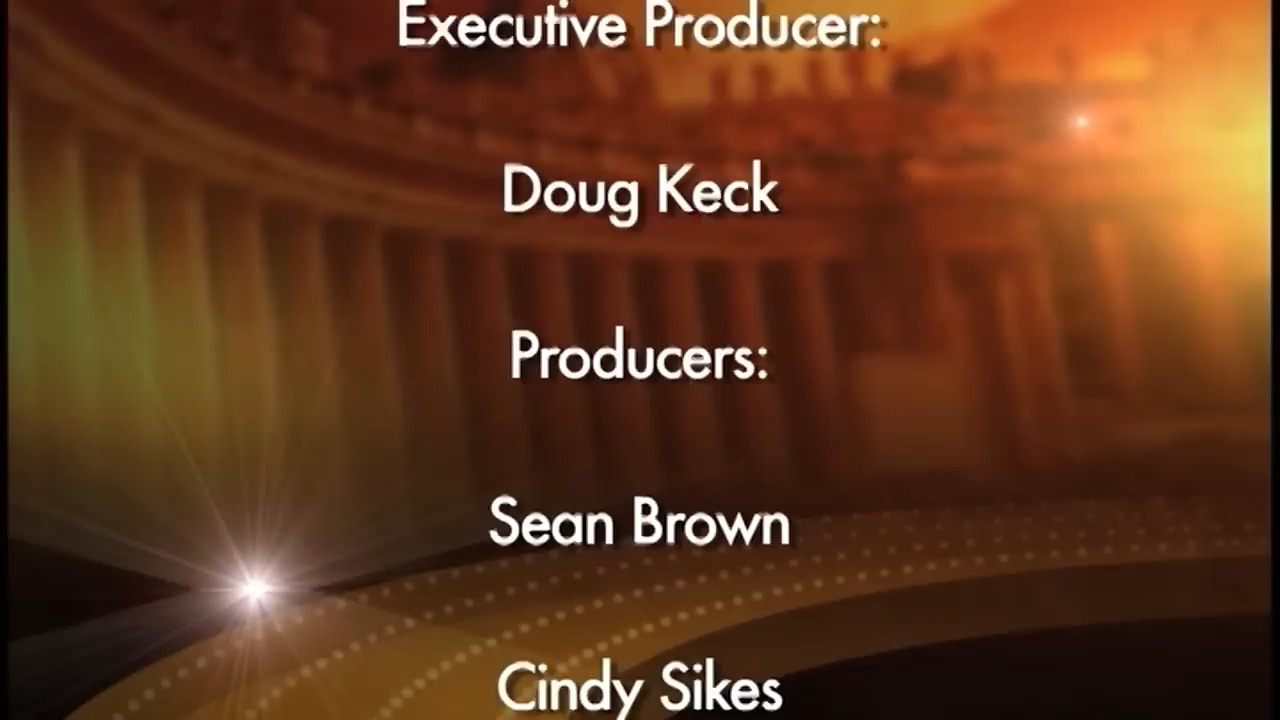 Executive Producer:
Doug Keck
Producers:
Sean Brown
Cindy Sikes